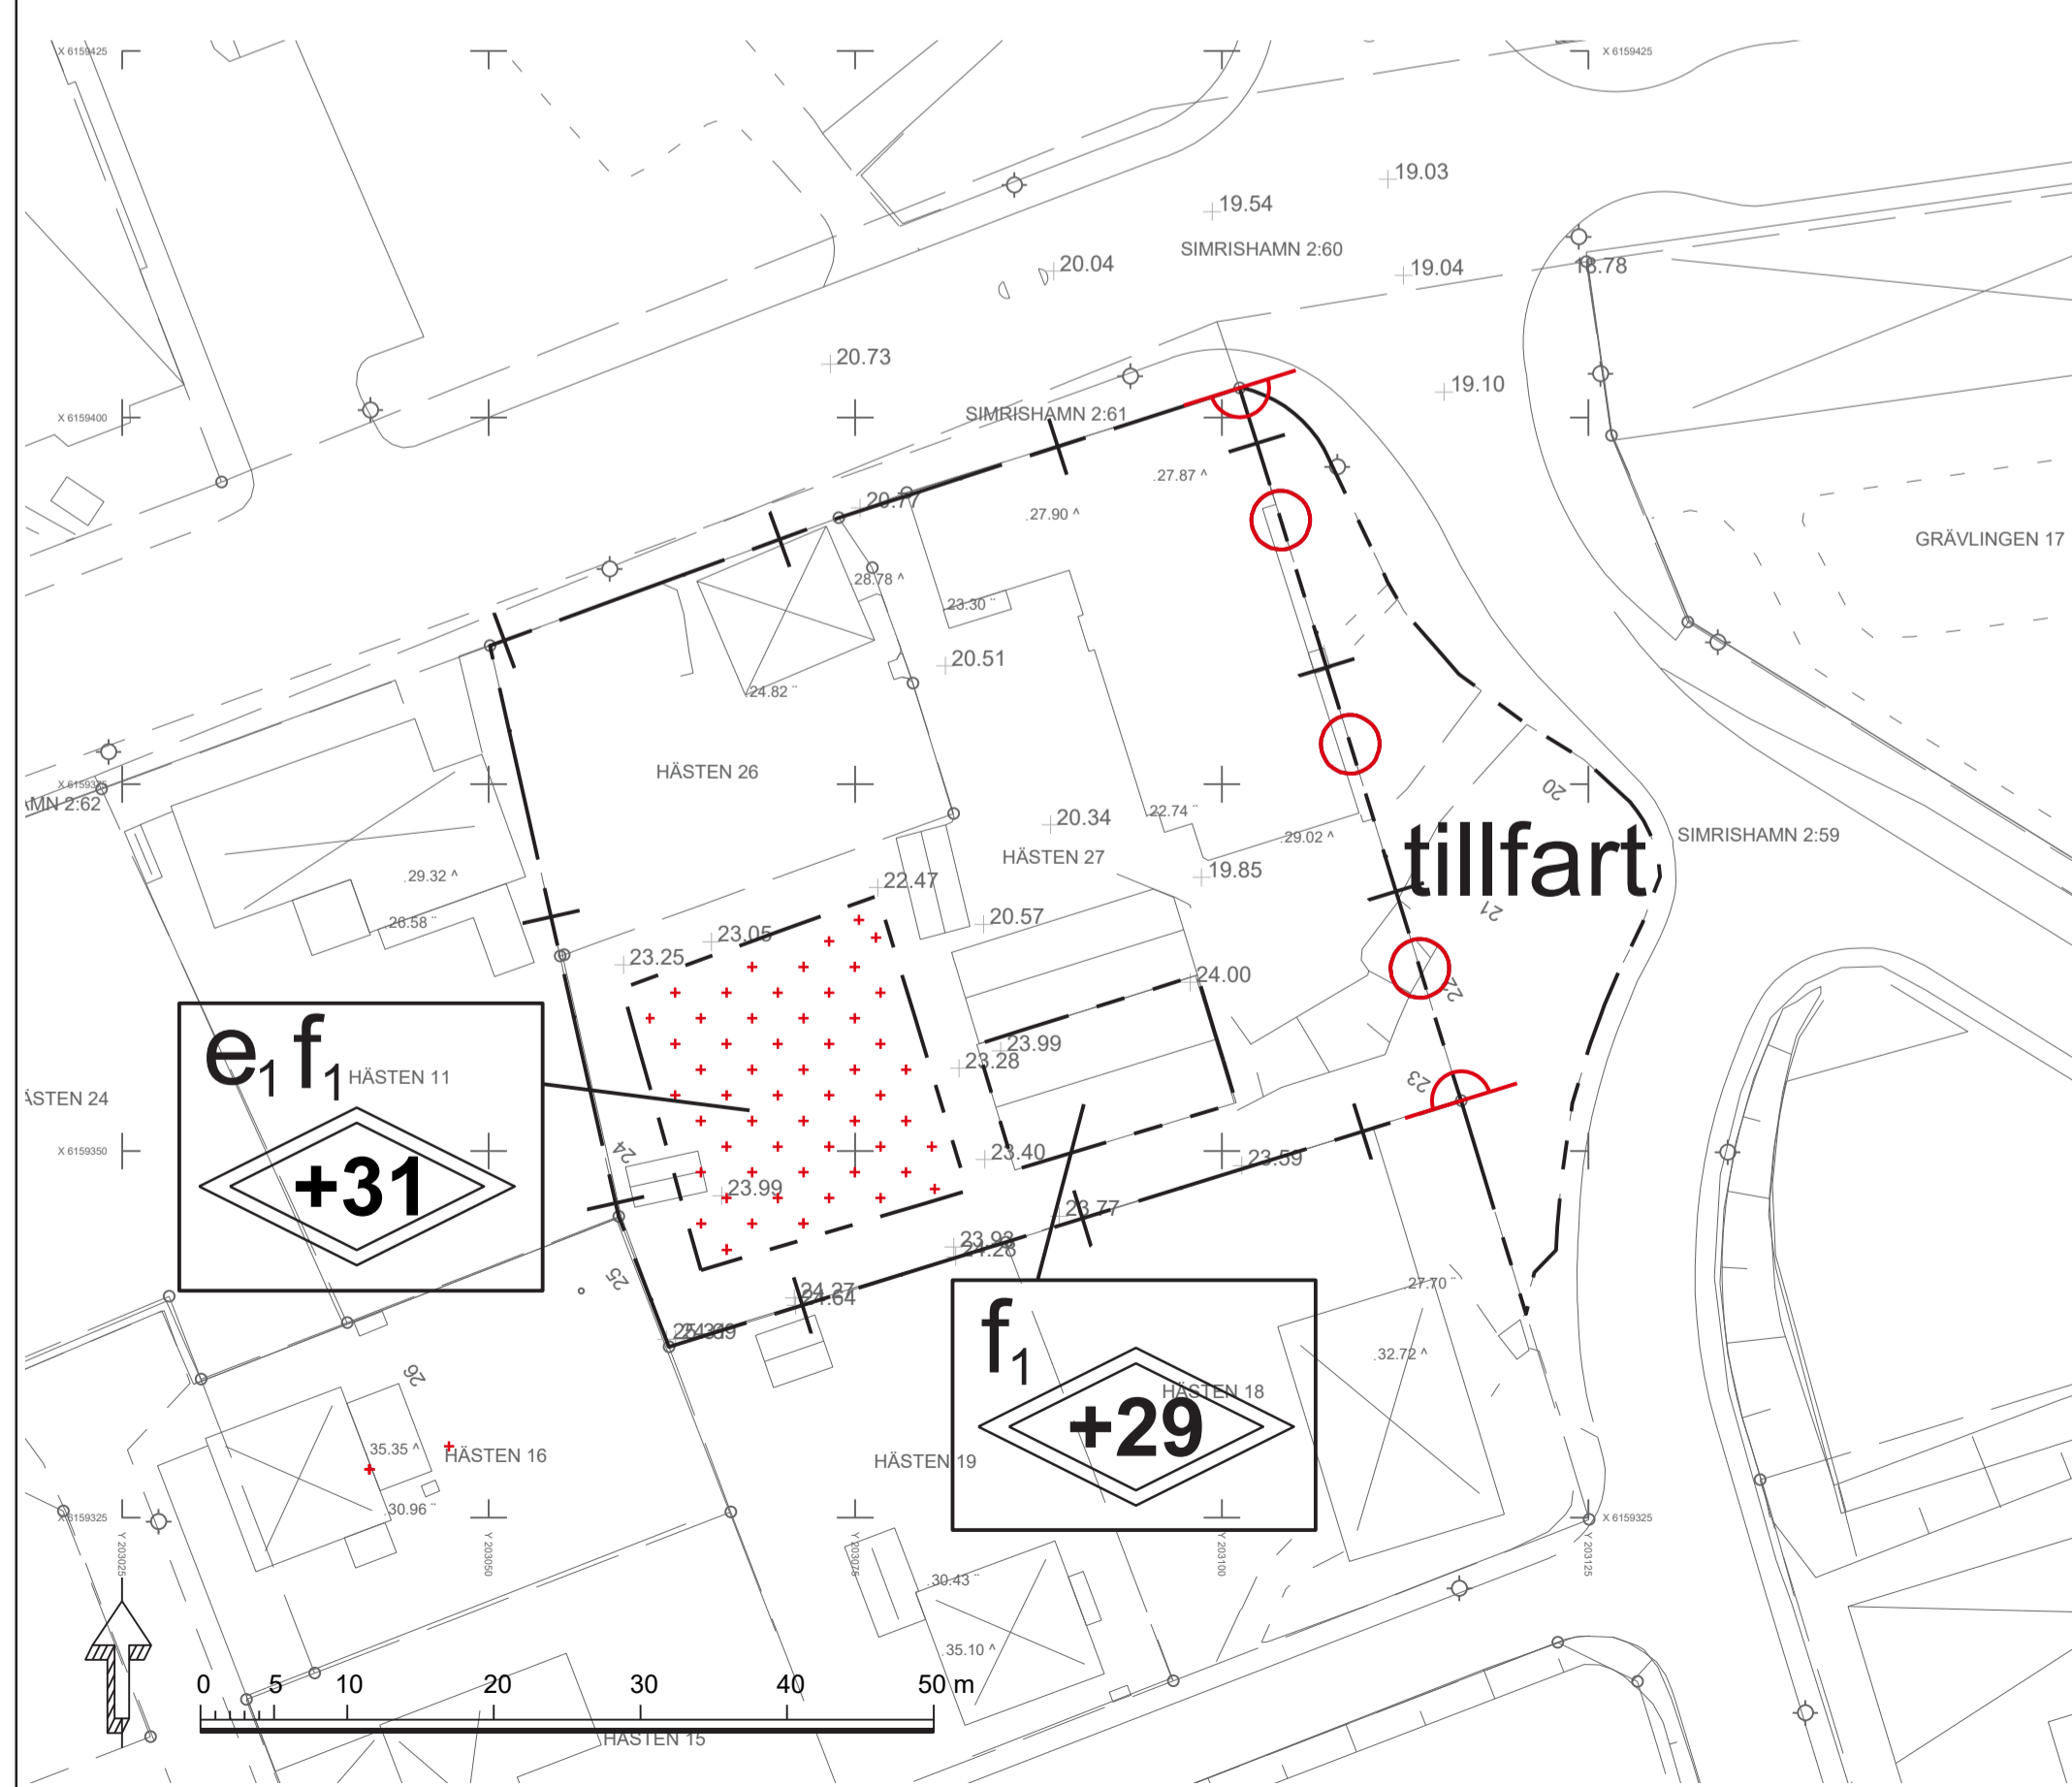 X 6159425
X 6159425
19.03
19.54
SIMRISHAMN 2:60
20.04
19.04
18.78
20.73
19.10
X 6159400
SIMRISHAMN 2:61
27.87 ^
20.77
27.90 ^
GRÄVLINGEN 17
28.78 ^
23.30 ¨
20.51
24.82 ¨
HÄSTEN 26
X 6159375
20
MN 2:62
22.74 ¨
20.34
SIMRISHAMN 2:59
29.02 ^
tillfart
HÄSTEN 27
29.32 ^
19.85
22.47
21
26.58 ¨
20.57
23.05
23.25
24.00
22
e1 f1
23.99
23.28
HÄSTEN 11
23
ÄSTEN 24
X 6159350
24
23.40
23.59
+31
23.99
23.77
23.93
24.28
25
27.70 ¨
24.27
24.64
f1
32.72 ^
26
HÄSTEN 18
+29
35.35 ^
HÄSTEN 16
HÄSTEN 19
30.96 ¨
X 6159325
X 6159325
Y 203025
Y 203050
Y 203075
Y 203100
Y 203125
30.43 ¨
35.10 ^
0 5 10 20 30 40 50 m
HÄSTEN 15